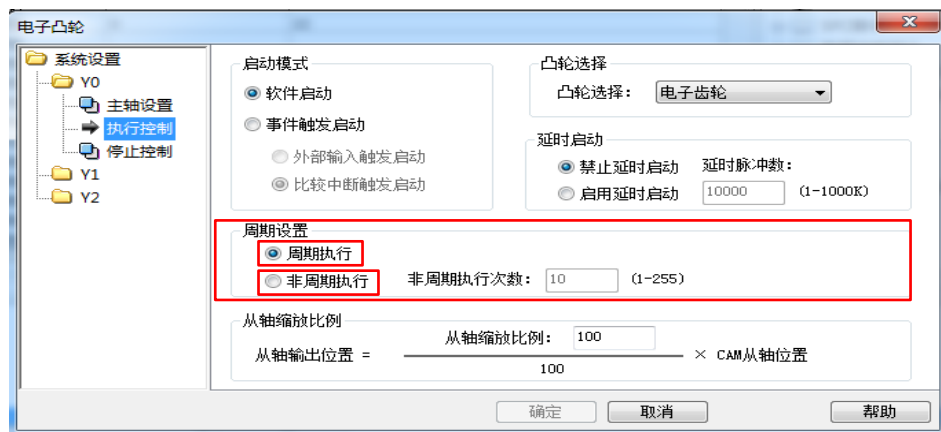 电子凸轮
系统设置
Y0
主轴设置
执行控制
停止控制
Y1
Y2
启动模式
软件启动
事件触发启动
外部输入触发启动
比较中断触发启动
凸轮选择
凸轮选择： 电子齿轮
延时启动
禁止延时启动 延时脉冲数：
启用延时启动 10000 (1-1000K)
周期设置
周期执行
非周期执行 非周期执行次数： 10 (1-255)
从轴缩放比例
从轴缩放比例： 100
从轴输出位置 = × CAM从轴位置
100
确定 取消 帮助